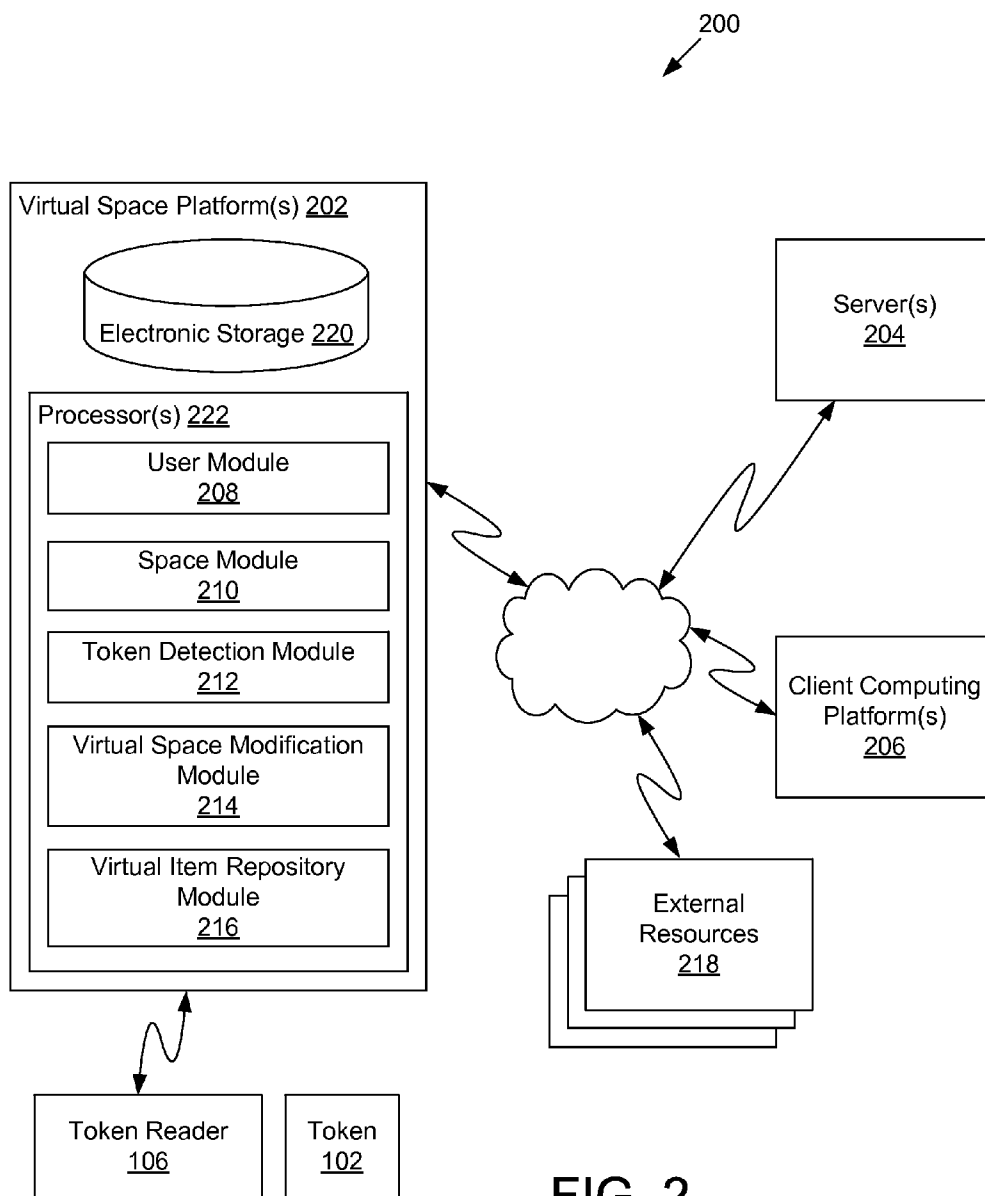 200
Virtual Space Platform(s) 202
Electronic Storage 220
Processor(s) 222
User Module
208
Space Module
210
Token Detection Module
212
Virtual Space Modification
Module
214
Virtual Item Repository
Module
216
Server(s)
204
Client Computing
Platform(s)
206
External
Resources
218
Token Reader
106
Token
102
FIG. 2